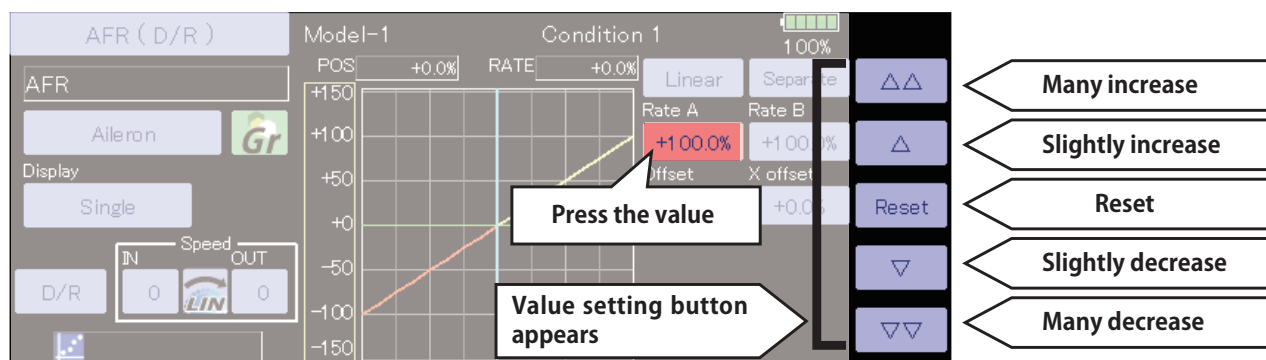 AFR ( D/R )
Model-1
Condition 1
100%
AFR
POS
+0.0%
RATE
+0.0%
Linear
Separate
Aileron
Gr
Rate A
Rate B
+100.0%
+100.0%
Display
Single
Offset
X offset
+0.0%
Speed
IN
OUT
D/R
0
LIN
0
+150
+100
+50
+0
-50
-100
-150
Press the value
Value setting button
appears
△△
△
Reset
▽
▽▽
Many increase
Slightly increase
Reset
Slightly decrease
Many decrease